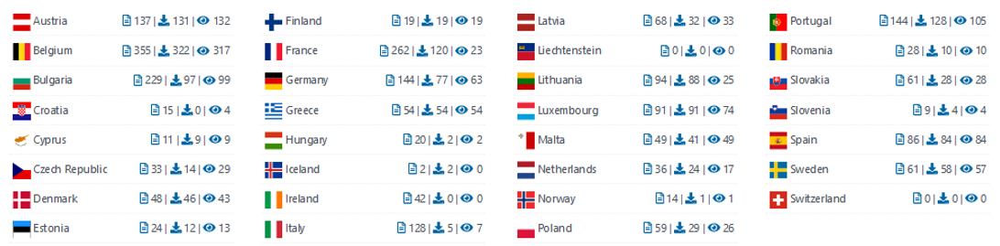 Austria 137 | 131 | 132
Belgium 355 | 322 | 317
Bulgaria 229 | 97 | 99
Croatia 15 | 0 | 4
Cyprus 11 | 9 | 9
Czech Republic 33 | 14 | 29
Denmark 48 | 46 | 43
Estonia 24 | 12 | 13
Finland 19 | 19 | 19
France 262 | 120 | 23
Germany 144 | 77 | 63
Greece 54 | 54 | 54
Hungary 20 | 2 | 2
Iceland 2 | 2 | 0
Ireland 42 | 0 | 0
Italy 128 | 5 | 7
Latvia 68 | 32 | 33
Liechtenstein 0 | 0 | 0
Lithuania 94 | 88 | 25
Luxembourg 91 | 91 | 74
Malta 49 | 41 | 49
Netherlands 36 | 24 | 17
Norway 14 | 1 | 1
Poland 59 | 29 | 26
Portugal 144 | 128 | 105
Romania 28 | 10 | 10
Slovakia 61 | 28 | 28
Slovenia 9 | 4 | 4
Spain 86 | 84 | 84
Sweden 61 | 58 | 57
Switzerland 0 | 0 | 0